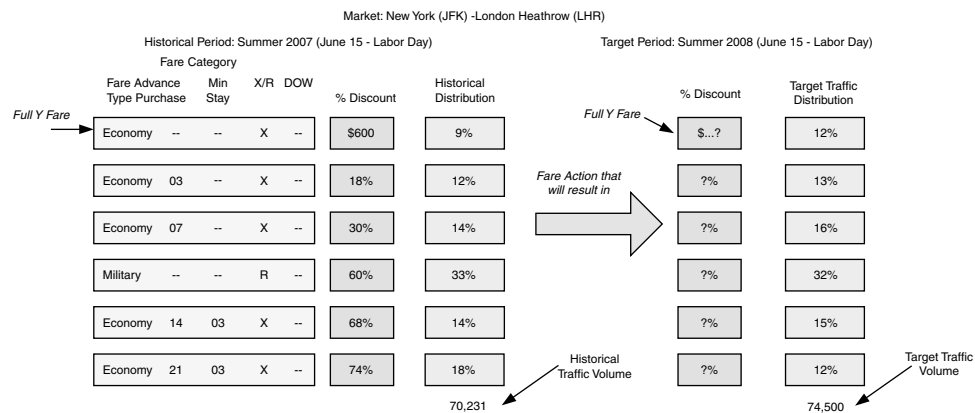 Market: New York (JFK) -London Heathrow (LHR)
Historical Period: Summer 2007 (June 15 - Labor Day)
Target Period: Summer 2008 (June 15 - Labor Day)
Fare Category
Fare Advance Min X/R DOW
Type Purchase Stay
% Discount
Historical
Distribution
% Discount
Target Traffic
Distribution
Full Y Fare
Full Y Fare
Economy -- -- X -- $600 9% $...? 12%
Economy 03 -- X -- 18% 12% ?% 13%
Fare Action that
will result in
Economy 07 -- X -- 30% 14% ?% 16%
Military -- -- R -- 60% 33% ?% 32%
Economy 14 03 X -- 68% 14% ?% 15%
Economy 21 03 X -- 74% 18% ?% 12%
Historical
Traffic Volume
Target Traffic
Volume
70,231
74,500